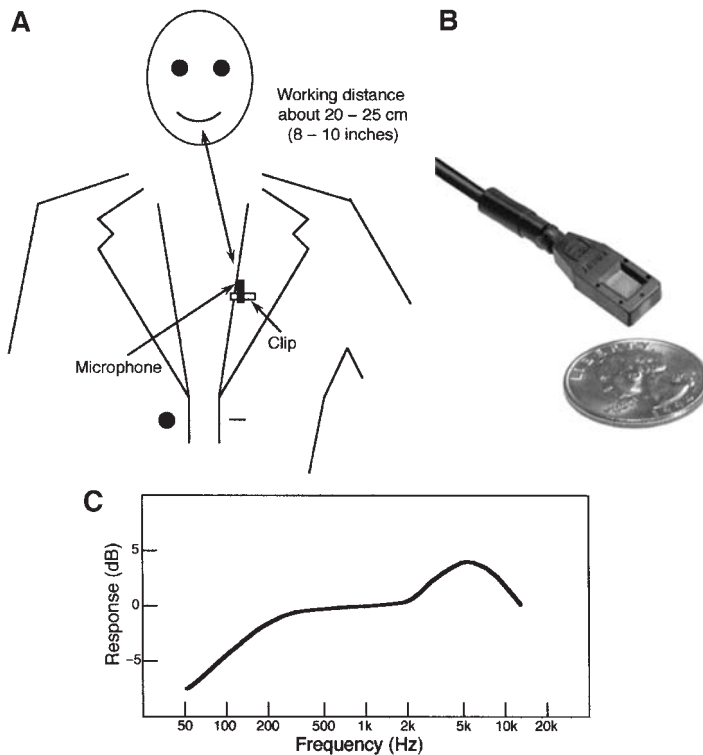 A
B
Working distance
about 20 – 25 cm
(8 – 10 inches)
Clip
Microphone
LIBERTY
C
Response (dB)
5
0
–5
50 100 200 500 1k 2k 5k 10k 20k
Frequency (Hz)